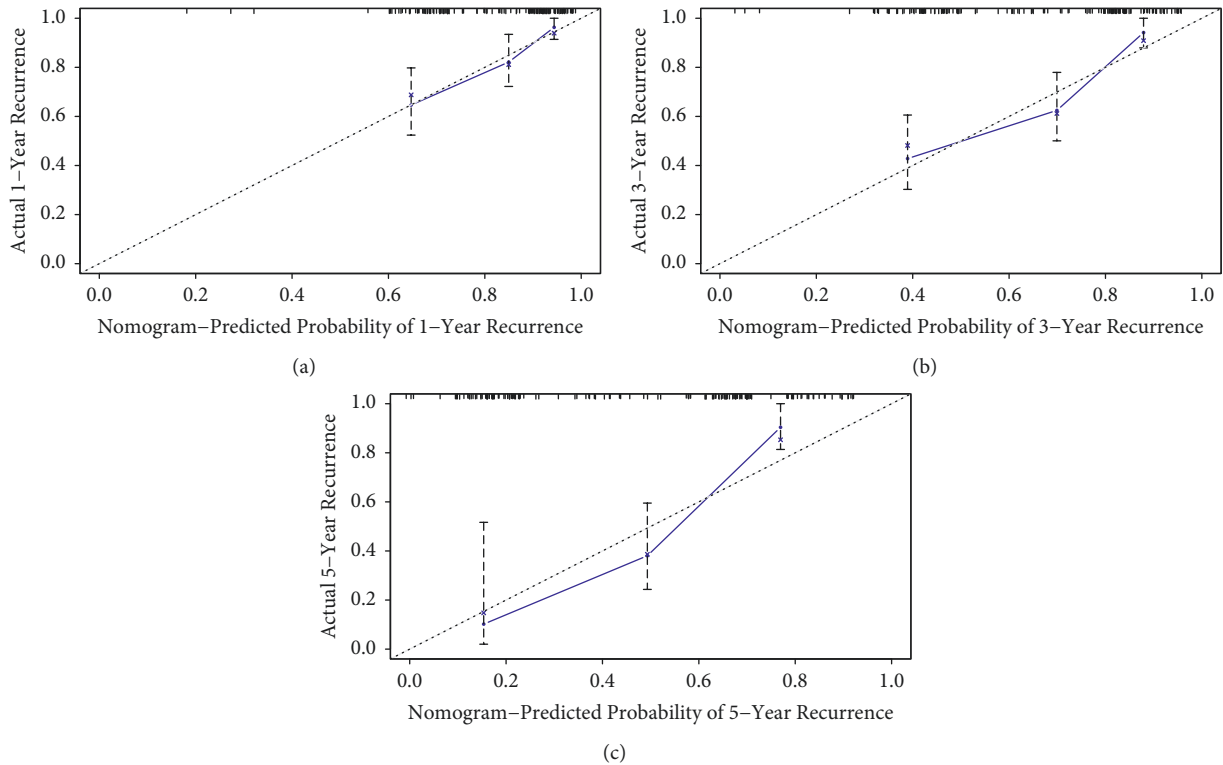 1.0
0.8
0.6
0.4
0.2
0.0
Actual 1−Year Recurrence
0.0 0.2 0.4 0.6 0.8 1.0
Nomogram−Predicted Probability of 1−Year Recurrence
(a)
1.0
0.8
0.6
0.4
0.2
0.0
Actual 3−Year Recurrence
0.0 0.2 0.4 0.6 0.8 1.0
Nomogram−Predicted Probability of 3−Year Recurrence
(b)
1.0
0.8
0.6
0.4
0.2
0.0
Actual 5−Year Recurrence
0.0 0.2 0.4 0.6 0.8 1.0
Nomogram−Predicted Probability of 5−Year Recurrence
(c)